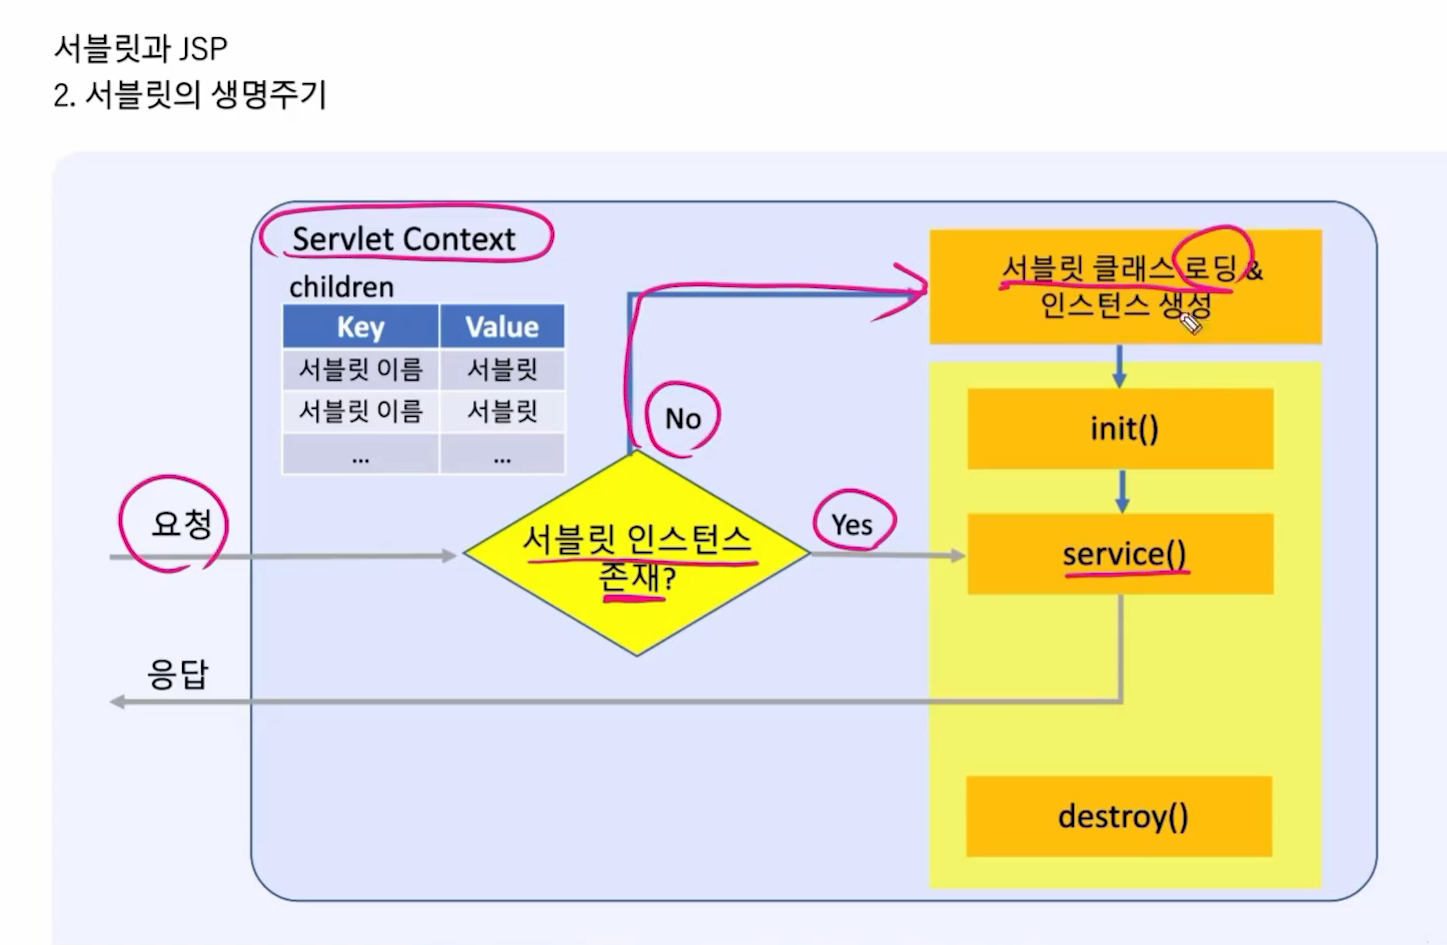 서블릿과 JSP
2. 서블릿의 생명주기
Servlet Context
children
Key Value
서블릿 이름 서블릿
서블릿 이름 서블릿
... ...
서블릿 클래스 로딩 &
인스턴스 생성
init()
No
요청
서블릿 인스턴스
존재?
Yes
service()
응답
destroy()